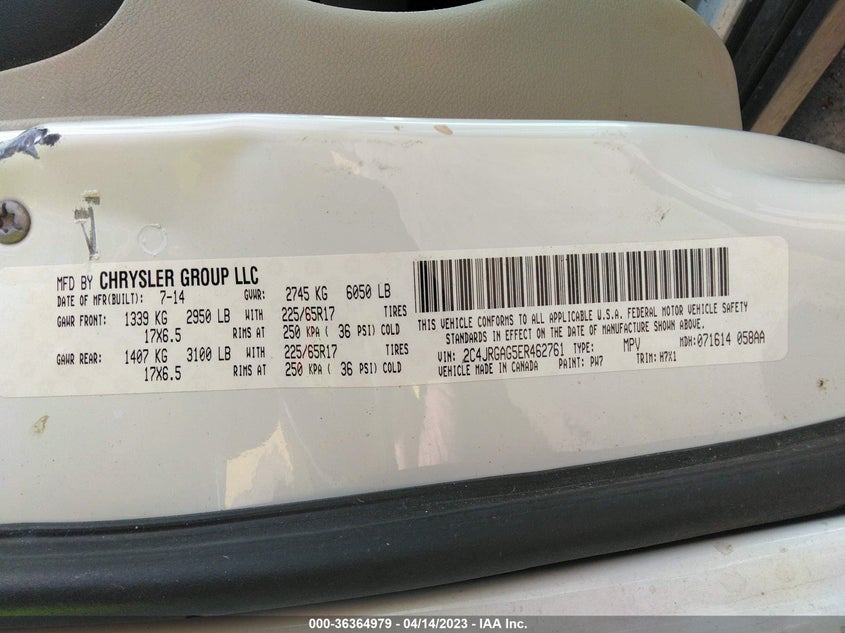 MFD BY CHRYSLER GROUP LLC
DATE OF MFR(BUILT): 7-14 GVWR: 2745 KG 6050 LB
GAWR FRONT: 1339 KG 2950 LB WITH 225/65R17 TIRES
17X6.5 RIMS AT 250 KPA ( 36 PSI) COLD
GAWR REAR: 1407 KG 3100 LB WITH 225/65R17 TIRES
17X6.5 RIMS AT 250 KPA ( 36 PSI) COLD
THIS VEHICLE CONFORMS TO ALL APPLICABLE U.S.A. FEDERAL MOTOR VEHICLE SAFETY
STANDARDS IN EFFECT ON THE DATE OF MANUFACTURE SHOWN ABOVE.
VIN: 2C4JRGAG5ER462761 TYPE: MPV MDH:071614 058AA
VEHICLE MADE IN CANADA PAINT: PW7 TRIM: H7X1
000-36364979 - 04/14/2023 - IAA Inc.